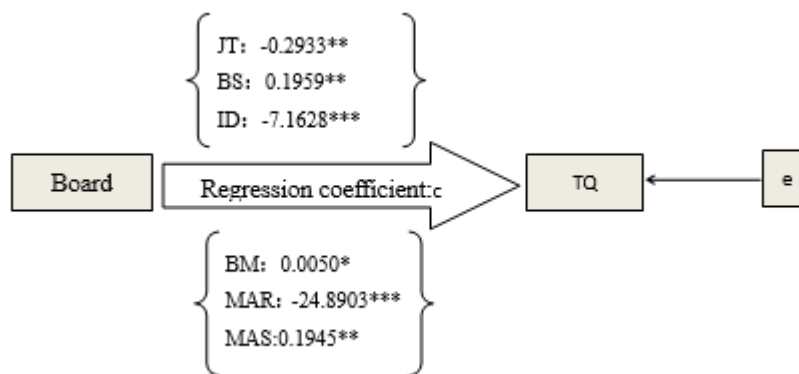 JT：-0.2933**
BS：0.1959**
ID：-7.1628***
Board
Regression coefficient:c
TQ
e
BM：0.0050*
MAR：-24.8903***
MAS:0.1945**